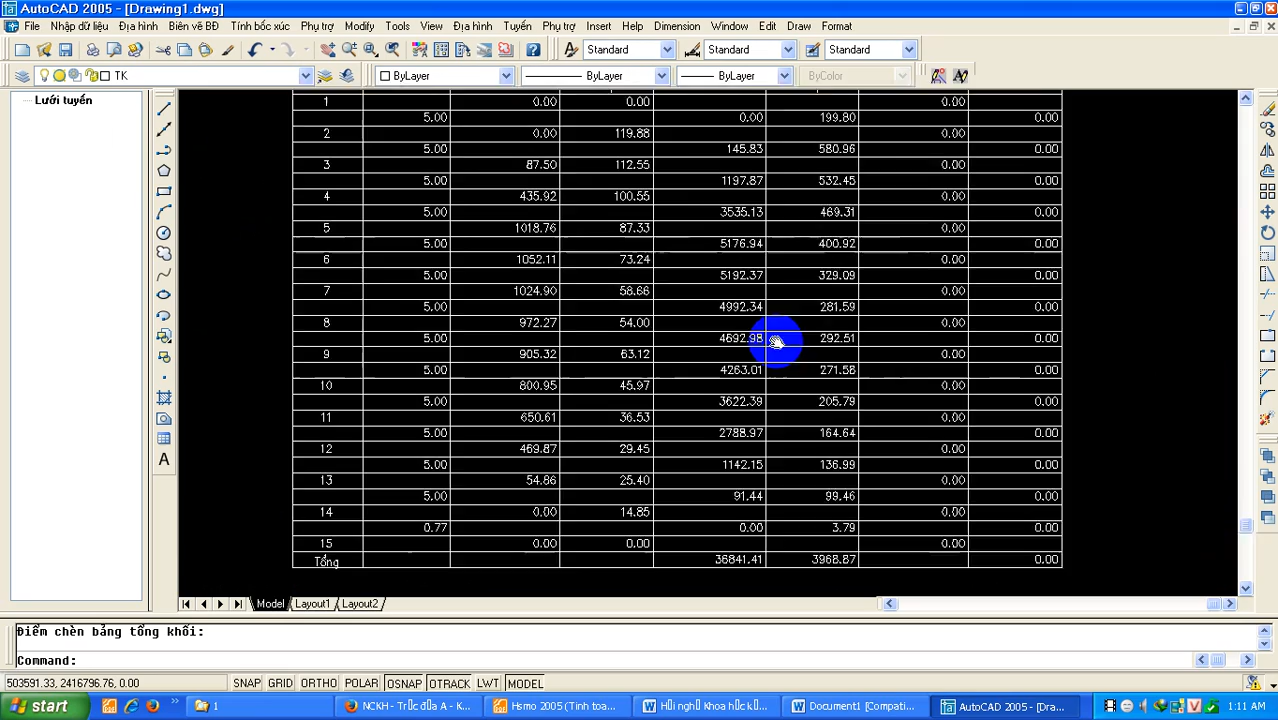 AutoCAD 2005 - [Drawing1.dwg]
File Nhập dữ liệu Địa hình Biên vẽ BĐ Tính bốc xúc Phụ trợ Modify Tools View Địa hình Tuyến Phụ trợ Insert Help Dimension Window Edit Draw Format
Standard Standard Standard
TK ByLayer ByLayer ByLayer ByColor
Lưới tuyến
1 0.00 0.00 0.00
5.00 0.00 199.80 0.00
2 0.00 119.88 0.00
5.00 145.83 580.96 0.00
3 87.50 112.55 0.00
5.00 1197.87 532.45 0.00
4 435.92 100.55 0.00
5.00 3535.13 469.31 0.00
5 1018.76 87.33 0.00
5.00 5176.94 400.92 0.00
6 1052.11 73.24 0.00
5.00 5192.37 329.09 0.00
7 1024.90 58.66 0.00
5.00 4992.34 281.59 0.00
8 972.27 54.00 0.00
5.00 4692.98 292.51 0.00
9 905.32 63.12 0.00
5.00 4263.01 271.58 0.00
10 800.95 45.97 0.00
5.00 3622.39 205.79 0.00
11 650.61 36.53 0.00
5.00 2788.97 164.64 0.00
12 469.87 29.45 0.00
5.00 1142.15 136.99 0.00
13 54.86 25.40 0.00
5.00 91.44 99.46 0.00
14 0.00 14.85 0.00
0.77 0.00 3.79 0.00
15 0.00 0.00 0.00
Tổng 36841.41 3968.87 0.00
Model Layout1 Layout2
Điểm chèn bảng tổng khối:
Command:
503591.33, 2416796.76, 0.00 SNAP GRID ORTHO POLAR OSNAP OTRACK LWT MODEL
start 1 NCKH - Trắc địa A - K... Hsmo 2005 (Tinh toa... Hội nghị Khoa học k... Document1 [Compati... AutoCAD 2005 - [Dra... 1:11 AM